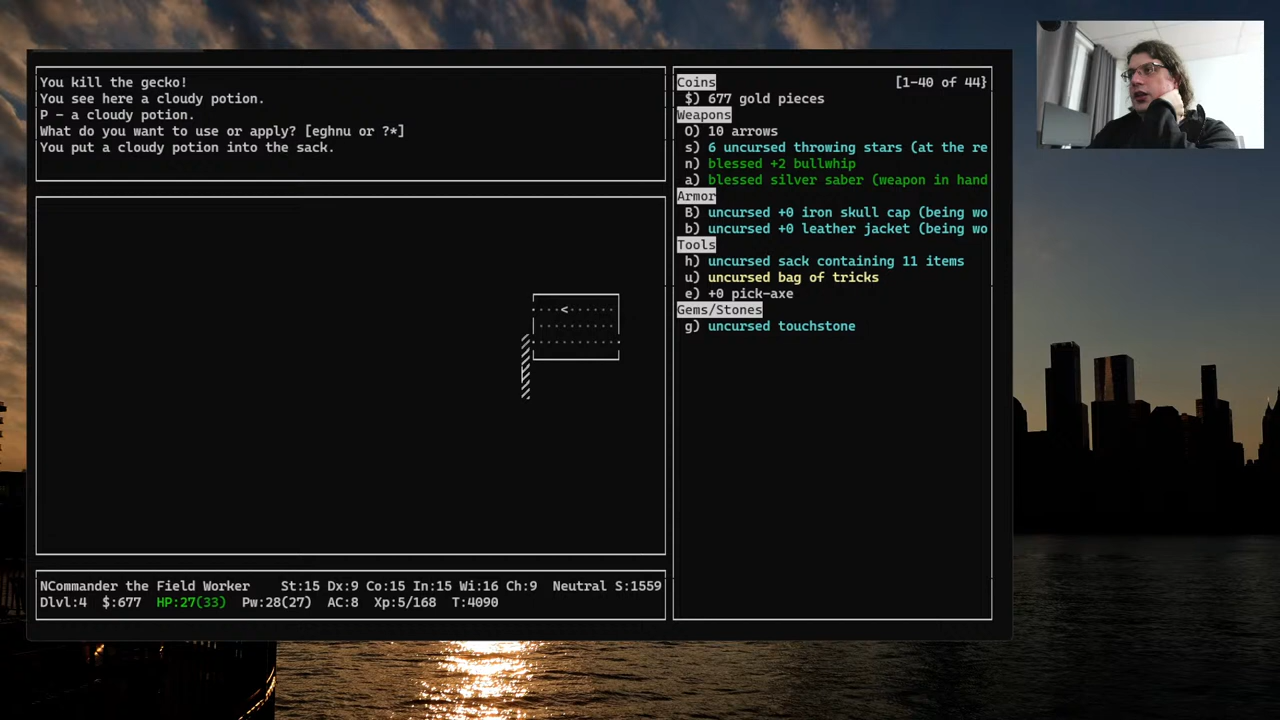 You kill the gecko!
You see here a cloudy potion.
P - a cloudy potion.
What do you want to use or apply? [eghnu or ?*]
You put a cloudy potion into the sack.
Coins [1-40 of 44}
$) 677 gold pieces
Weapons
O) 10 arrows
s) 6 uncursed throwing stars (at the re
n) blessed +2 bullwhip
a) blessed silver saber (weapon in hand
Armor
B) uncursed +0 iron skull cap (being wo
b) uncursed +0 leather jacket (being wo
Tools
h) uncursed sack containing 11 items
u) uncursed bag of tricks
e) +0 pick-axe
Gems/Stones
g) uncursed touchstone
NCommander the Field Worker St:15 Dx:9 Co:15 In:15 Wi:16 Ch:9 Neutral S:1559
Dlvl:4 $:677 HP:27(33) Pw:28(27) AC:8 Xp:5/168 T:4090